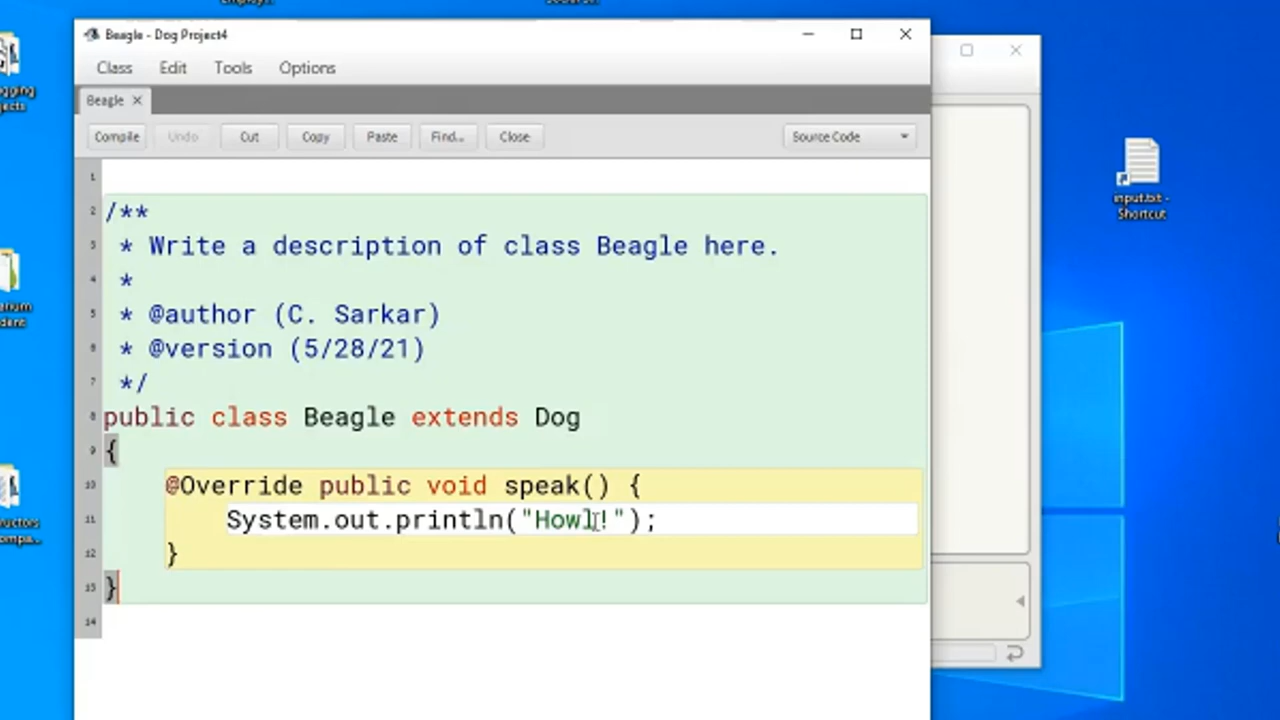 Beagle - Dog Project4
Class Edit Tools Options
Beagle ×
Compile Undo Cut Copy Paste Find... Close Source Code
1
2 /**
3 * Write a description of class Beagle here.
4 *
5 * @author (C. Sarkar)
6 * @version (5/28/21)
7 */
8 public class Beagle extends Dog
9 {
10 @Override public void speak() {
11 System.out.println("Howl!");
12 }
13 }
14
input.txt -
Shortcut